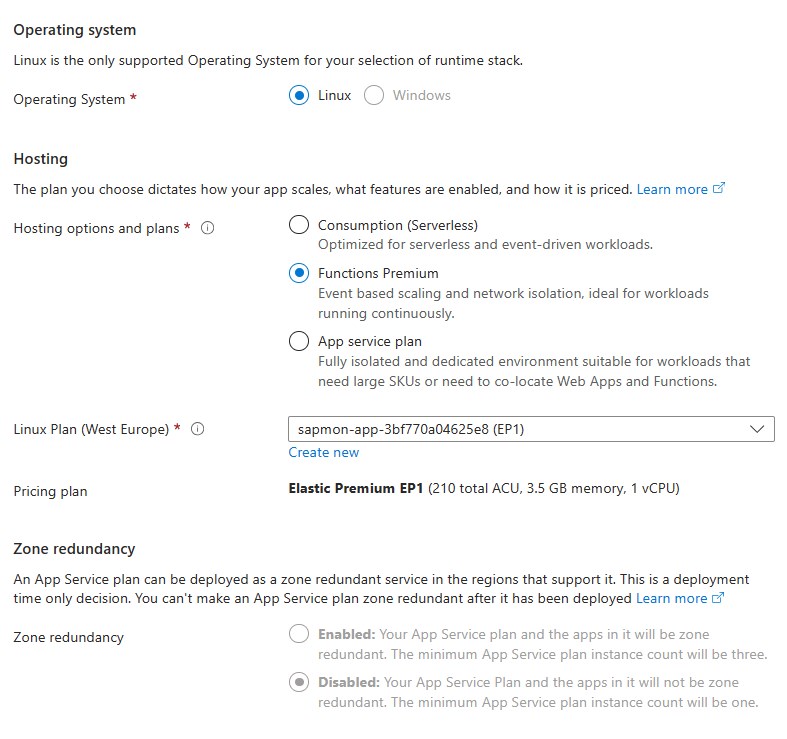 Operating system
Linux is the only supported Operating System for your selection of runtime stack.
Operating System *
Linux
Windows
Hosting
The plan you choose dictates how your app scales, what features are enabled, and how it is priced. Learn more
Hosting options and plans *
Consumption (Serverless)
Optimized for serverless and event-driven workloads.
Functions Premium
Event based scaling and network isolation, ideal for workloads
running continuously.
App service plan
Fully isolated and dedicated environment suitable for workloads that
need large SKUs or need to co-locate Web Apps and Functions.
Linux Plan (West Europe) *
sapmon-app-3bf770a04625e8 (EP1)
Create new
Pricing plan
Elastic Premium EP1 (210 total ACU, 3.5 GB memory, 1 vCPU)
Zone redundancy
An App Service plan can be deployed as a zone redundant service in the regions that support it. This is a deployment
time only decision. You can't make an App Service plan zone redundant after it has been deployed Learn more
Zone redundancy
Enabled: Your App Service plan and the apps in it will be zone
redundant. The minimum App Service plan instance count will be three.
Disabled: Your App Service Plan and the apps in it will not be zone
redundant. The minimum App Service plan instance count will be one.